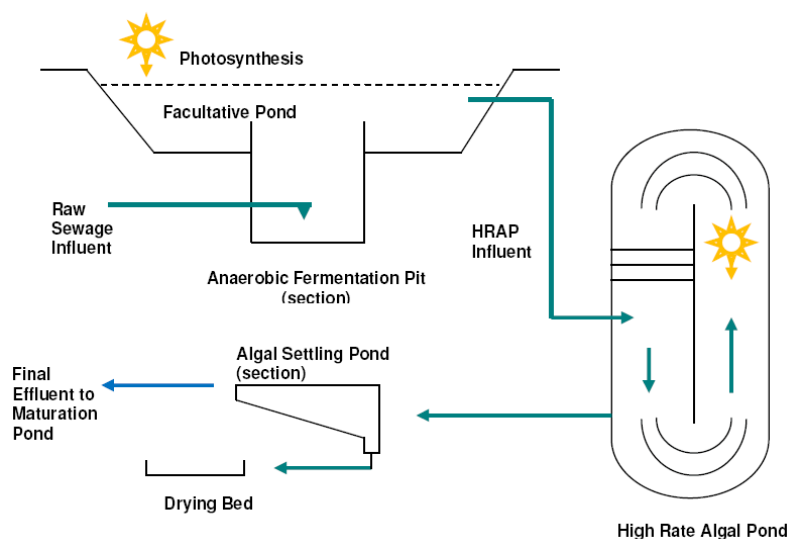 Photosynthesis
Facultative Pond
Raw
Sewage
Influent
HRAP
Influent
Anaerobic Fermentation Pit
(section)
Algal Settling Pond
(section)
Final
Effluent to
Maturation
Pond
Drying Bed
High Rate Algal Pond